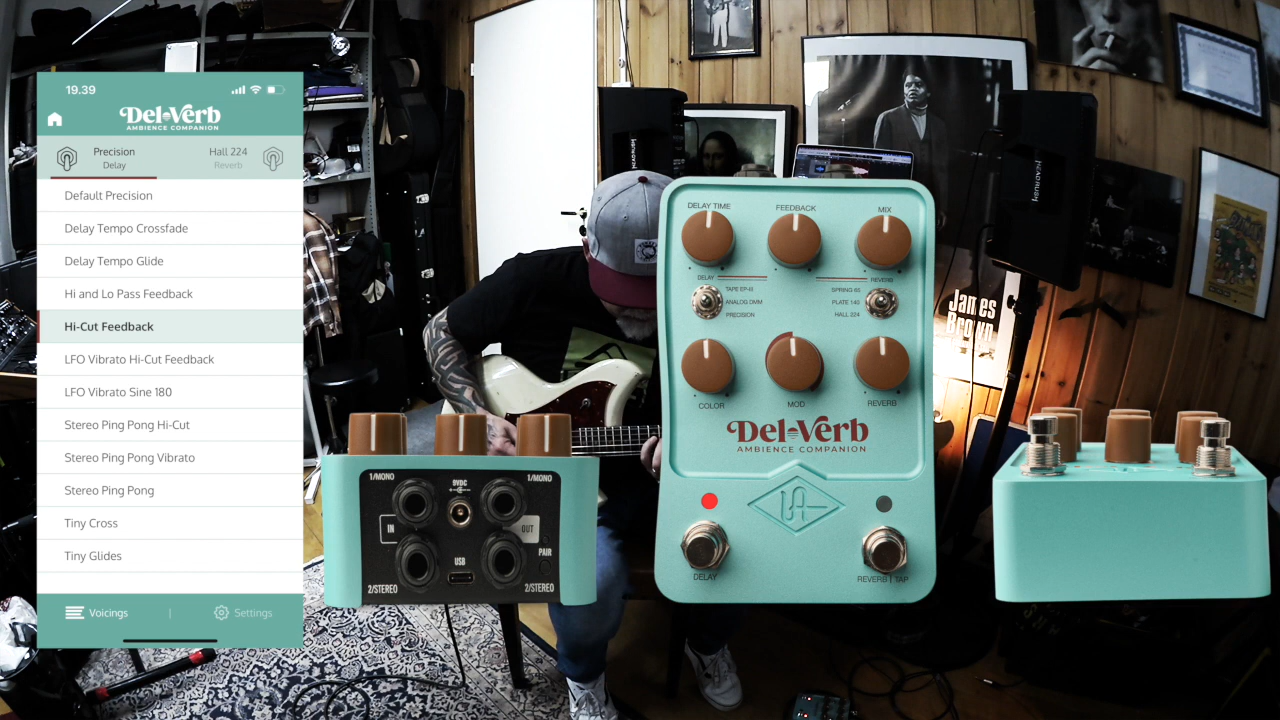 19.39
Del-Verb
AMBIENCE COMPANION
Precision
Delay
Hall 224
Reverb
Default Precision
Delay Tempo Crossfade
Delay Tempo Glide
Hi and Lo Pass Feedback
Hi-Cut Feedback
LFO Vibrato Hi-Cut Feedback
LFO Vibrato Sine 180
Stereo Ping Pong Hi-Cut
Stereo Ping Pong Vibrato
Stereo Ping Pong
Tiny Cross
Tiny Glides
Voicings | Settings
1/MONO
9VDC
1/MONO
IN
OUT
PAIR
USB
2/STEREO
2/STEREO
DELAY TIME
FEEDBACK
MIX
DELAY
REVERB
TAPE EP-III
SPRING 65
ANALOG DMM
PLATE 140
PRECISION
HALL 224
COLOR
MOD
REVERB
Del-Verb
AMBIENCE COMPANION
UA
DELAY
REVERB | TAP
HEADRUSH
HEADRUSH
James
Brown